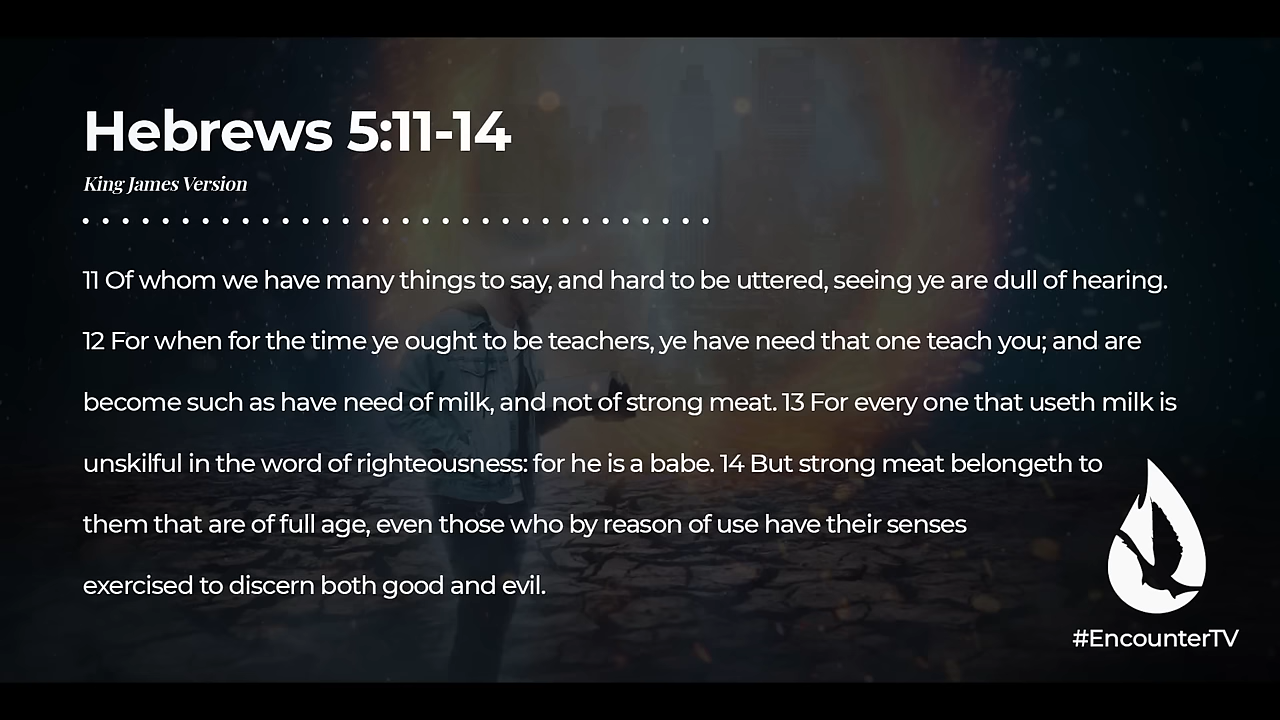 Hebrews 5:11-14
King James Version
11 Of whom we have many things to say, and hard to be uttered, seeing ye are dull of hearing.
12 For when for the time ye ought to be teachers, ye have need that one teach you; and are
become such as have need of milk, and not of strong meat. 13 For every one that useth milk is
unskilful in the word of righteousness: for he is a babe. 14 But strong meat belongeth to
them that are of full age, even those who by reason of use have their senses
exercised to discern both good and evil.
#EncounterTV